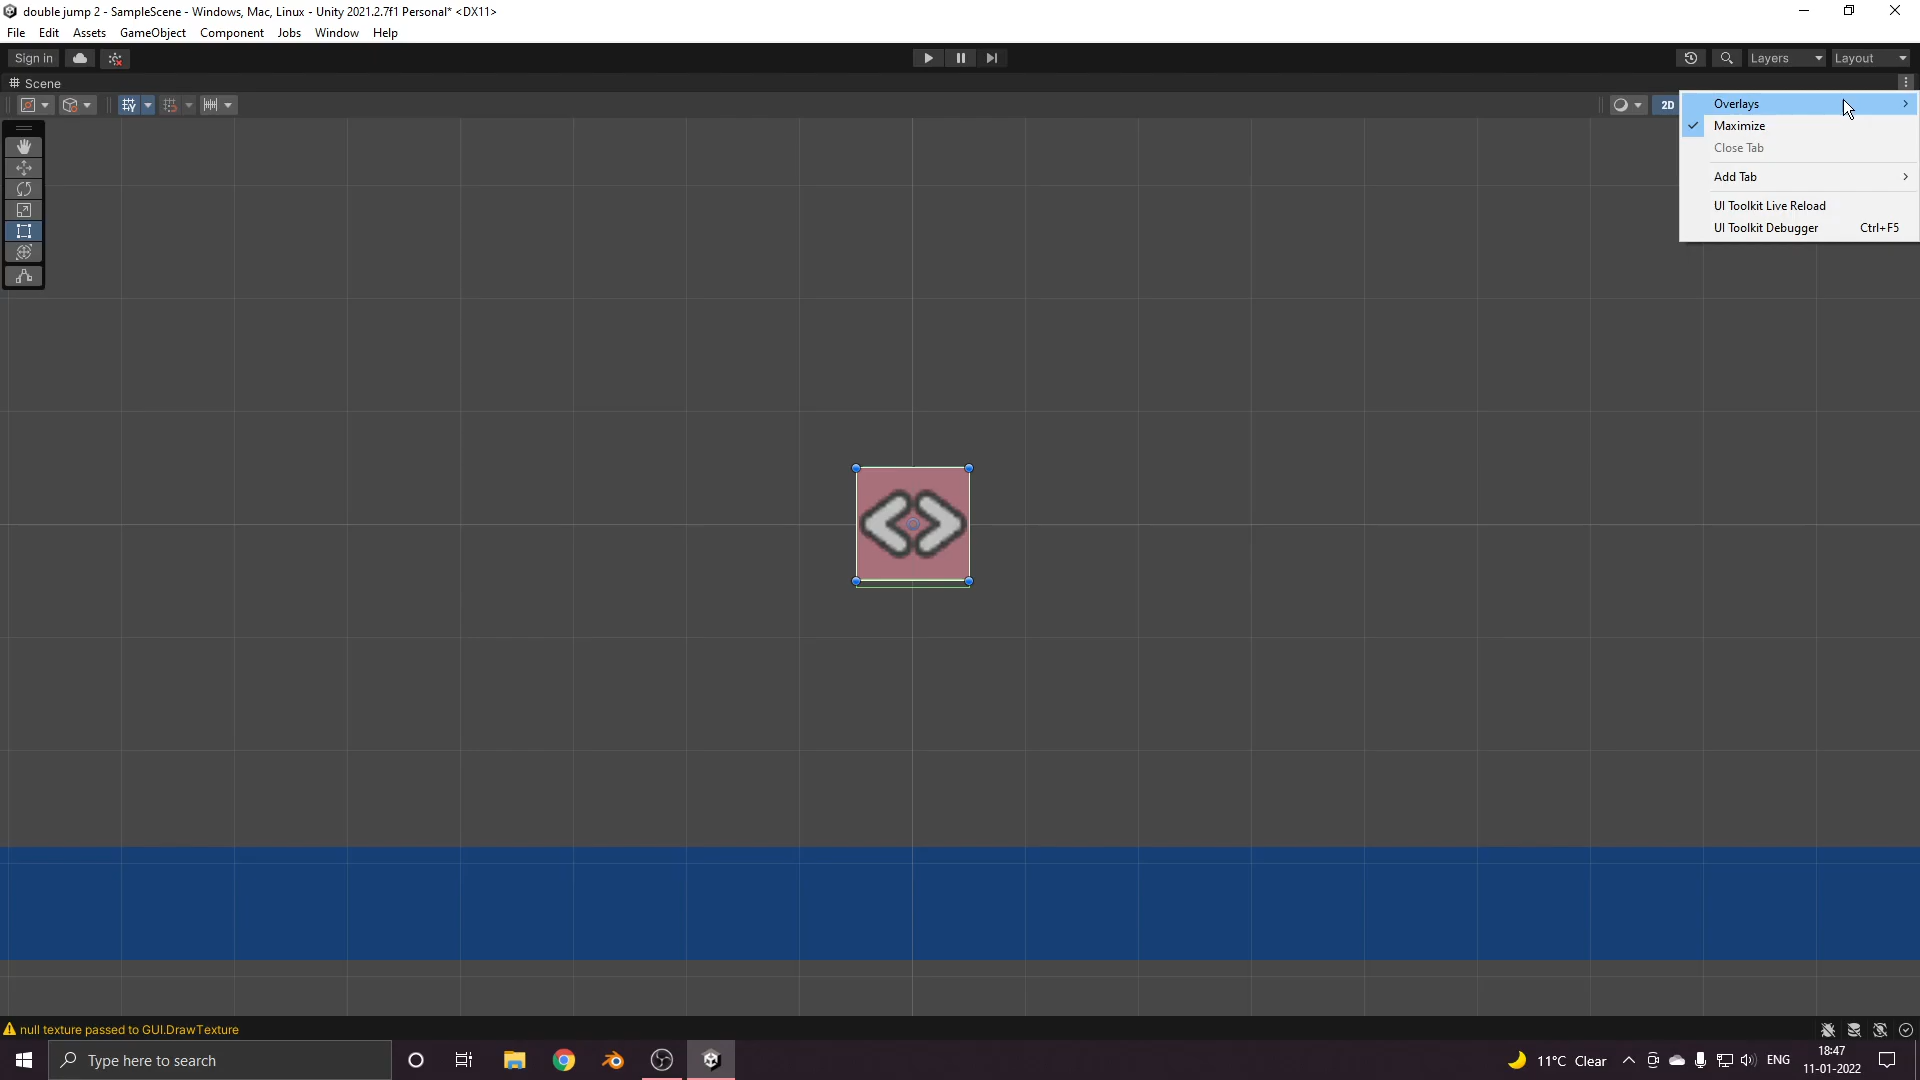 double jump 2 - SampleScene - Windows, Mac, Linux - Unity 2021.2.7f1 Personal* <DX11>
File Edit Assets GameObject Component Jobs Window Help
Sign in
Layers
Layout
Scene
2D
Overlays
Maximize
Close Tab
Add Tab
UI Toolkit Live Reload
UI Toolkit Debugger Ctrl+F5
null texture passed to GUI.DrawTexture
Type here to search
11°C Clear
ENG
18:47
11-01-2022